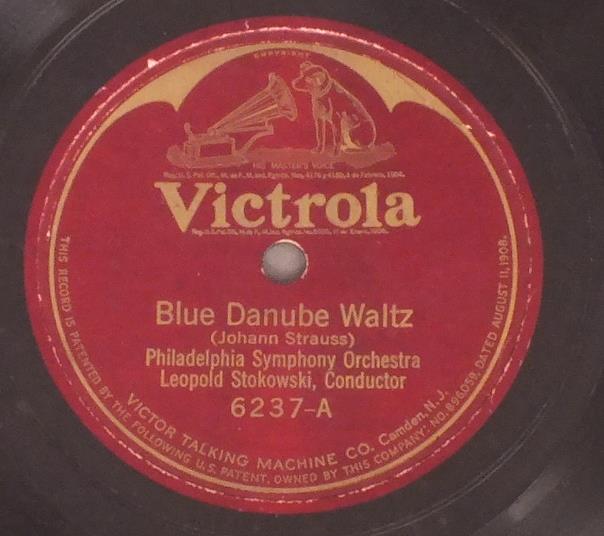 COPYRIGHT
HIS MASTER'S VOICE
Victrola
Blue Danube Waltz
(Johann Strauss)
Philadelphia Symphony Orchestra
Leopold Stokowski, Conductor
6237-A
VICTOR TALKING MACHINE CO. Camden, N.J.
THIS RECORD IS PATENTED BY THE FOLLOWING U.S. PATENT, OWNED BY THIS COMPANY: NO. 896,059, DATED AUGUST 11, 1908.